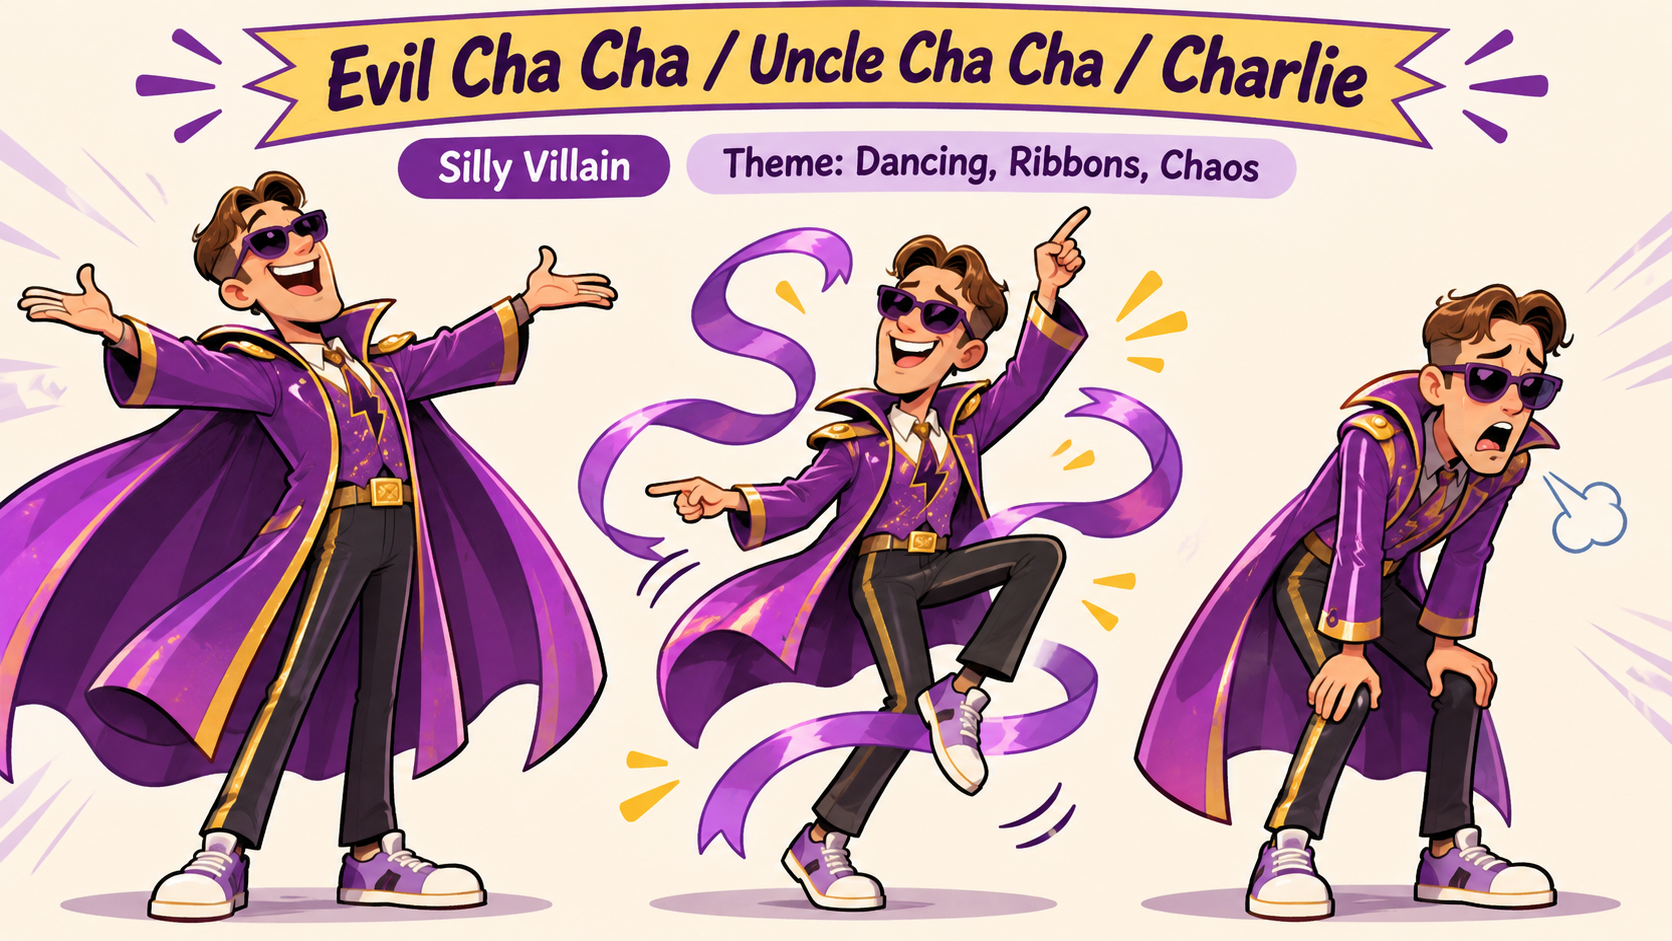 Evil Cha Cha / Uncle Cha Cha / Charlie
Silly Villain
Theme: Dancing, Ribbons, Chaos